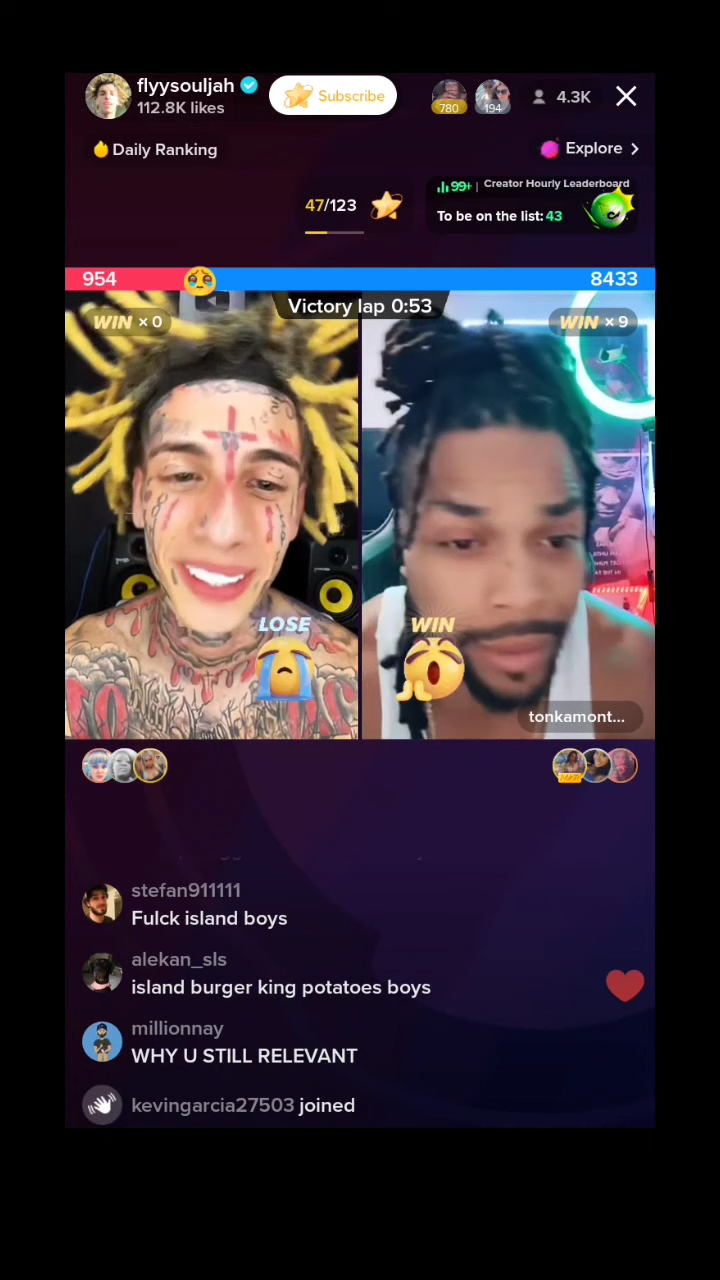 flyysouljah
112.8K likes
Subscribe
780
194
4.3K
Daily Ranking
Explore
47/123
99+ | Creator Hourly Leaderboard
To be on the list: 43
954
8433
Victory lap 0:53
WIN × 0
WIN × 9
LOSE
WIN
tonkamont...
stefan911111
Fulck island boys
alekan_sls
island burger king potatoes boys
millionnay
WHY U STILL RELEVANT
kevingarcia27503 joined